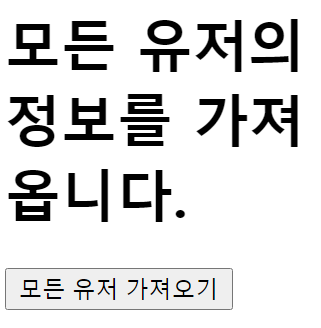 모든 유저의
정보를 가져
옵니다.
모든 유저 가져오기